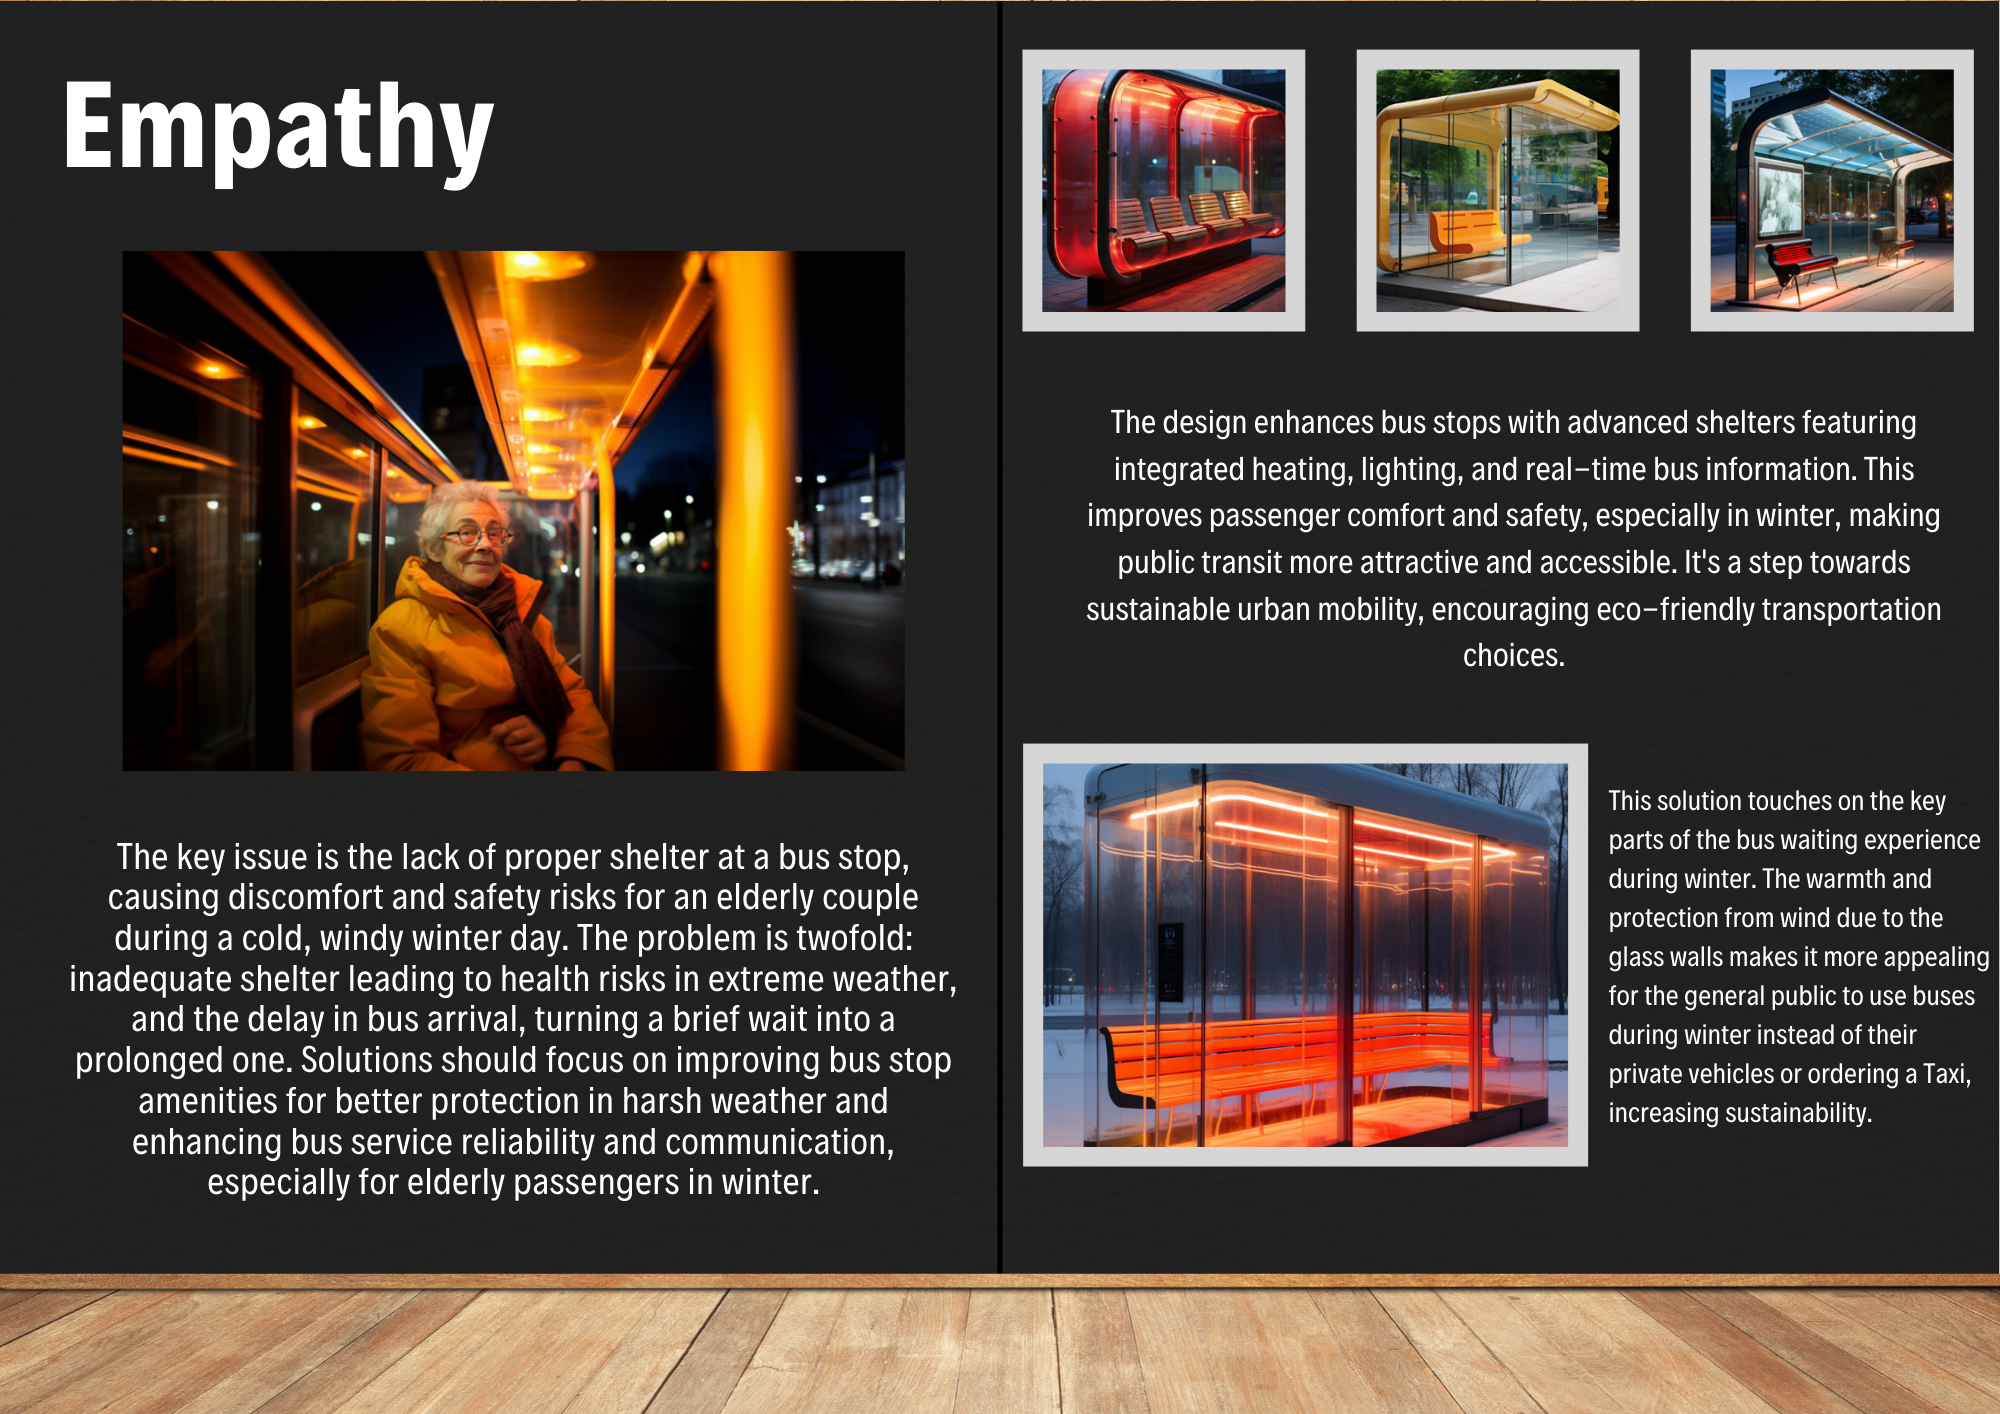 Empathy
The key issue is the lack of proper shelter at a bus stop,
causing discomfort and safety risks for an elderly couple
during a cold, windy winter day. The problem is twofold:
inadequate shelter leading to health risks in extreme weather,
and the delay in bus arrival, turning a brief wait into a
prolonged one. Solutions should focus on improving bus stop
amenities for better protection in harsh weather and
enhancing bus service reliability and communication,
especially for elderly passengers in winter.
The design enhances bus stops with advanced shelters featuring
integrated heating, lighting, and real-time bus information. This
improves passenger comfort and safety, especially in winter, making
public transit more attractive and accessible. It's a step towards
sustainable urban mobility, encouraging eco-friendly transportation
choices.
This solution touches on the key
parts of the bus waiting experience
during winter. The warmth and
protection from wind due to the
glass walls makes it more appealing
for the general public to use buses
during winter instead of their
private vehicles or ordering a Taxi,
increasing sustainability.